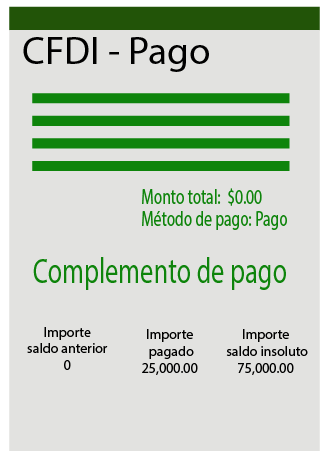 CFDI - Pago
Monto total: $0.00
Método de pago: Pago
Complemento de pago
Importe
saldo anterior
0
Importe
pagado
25,000.00
Importe
saldo insoluto
75,000.00